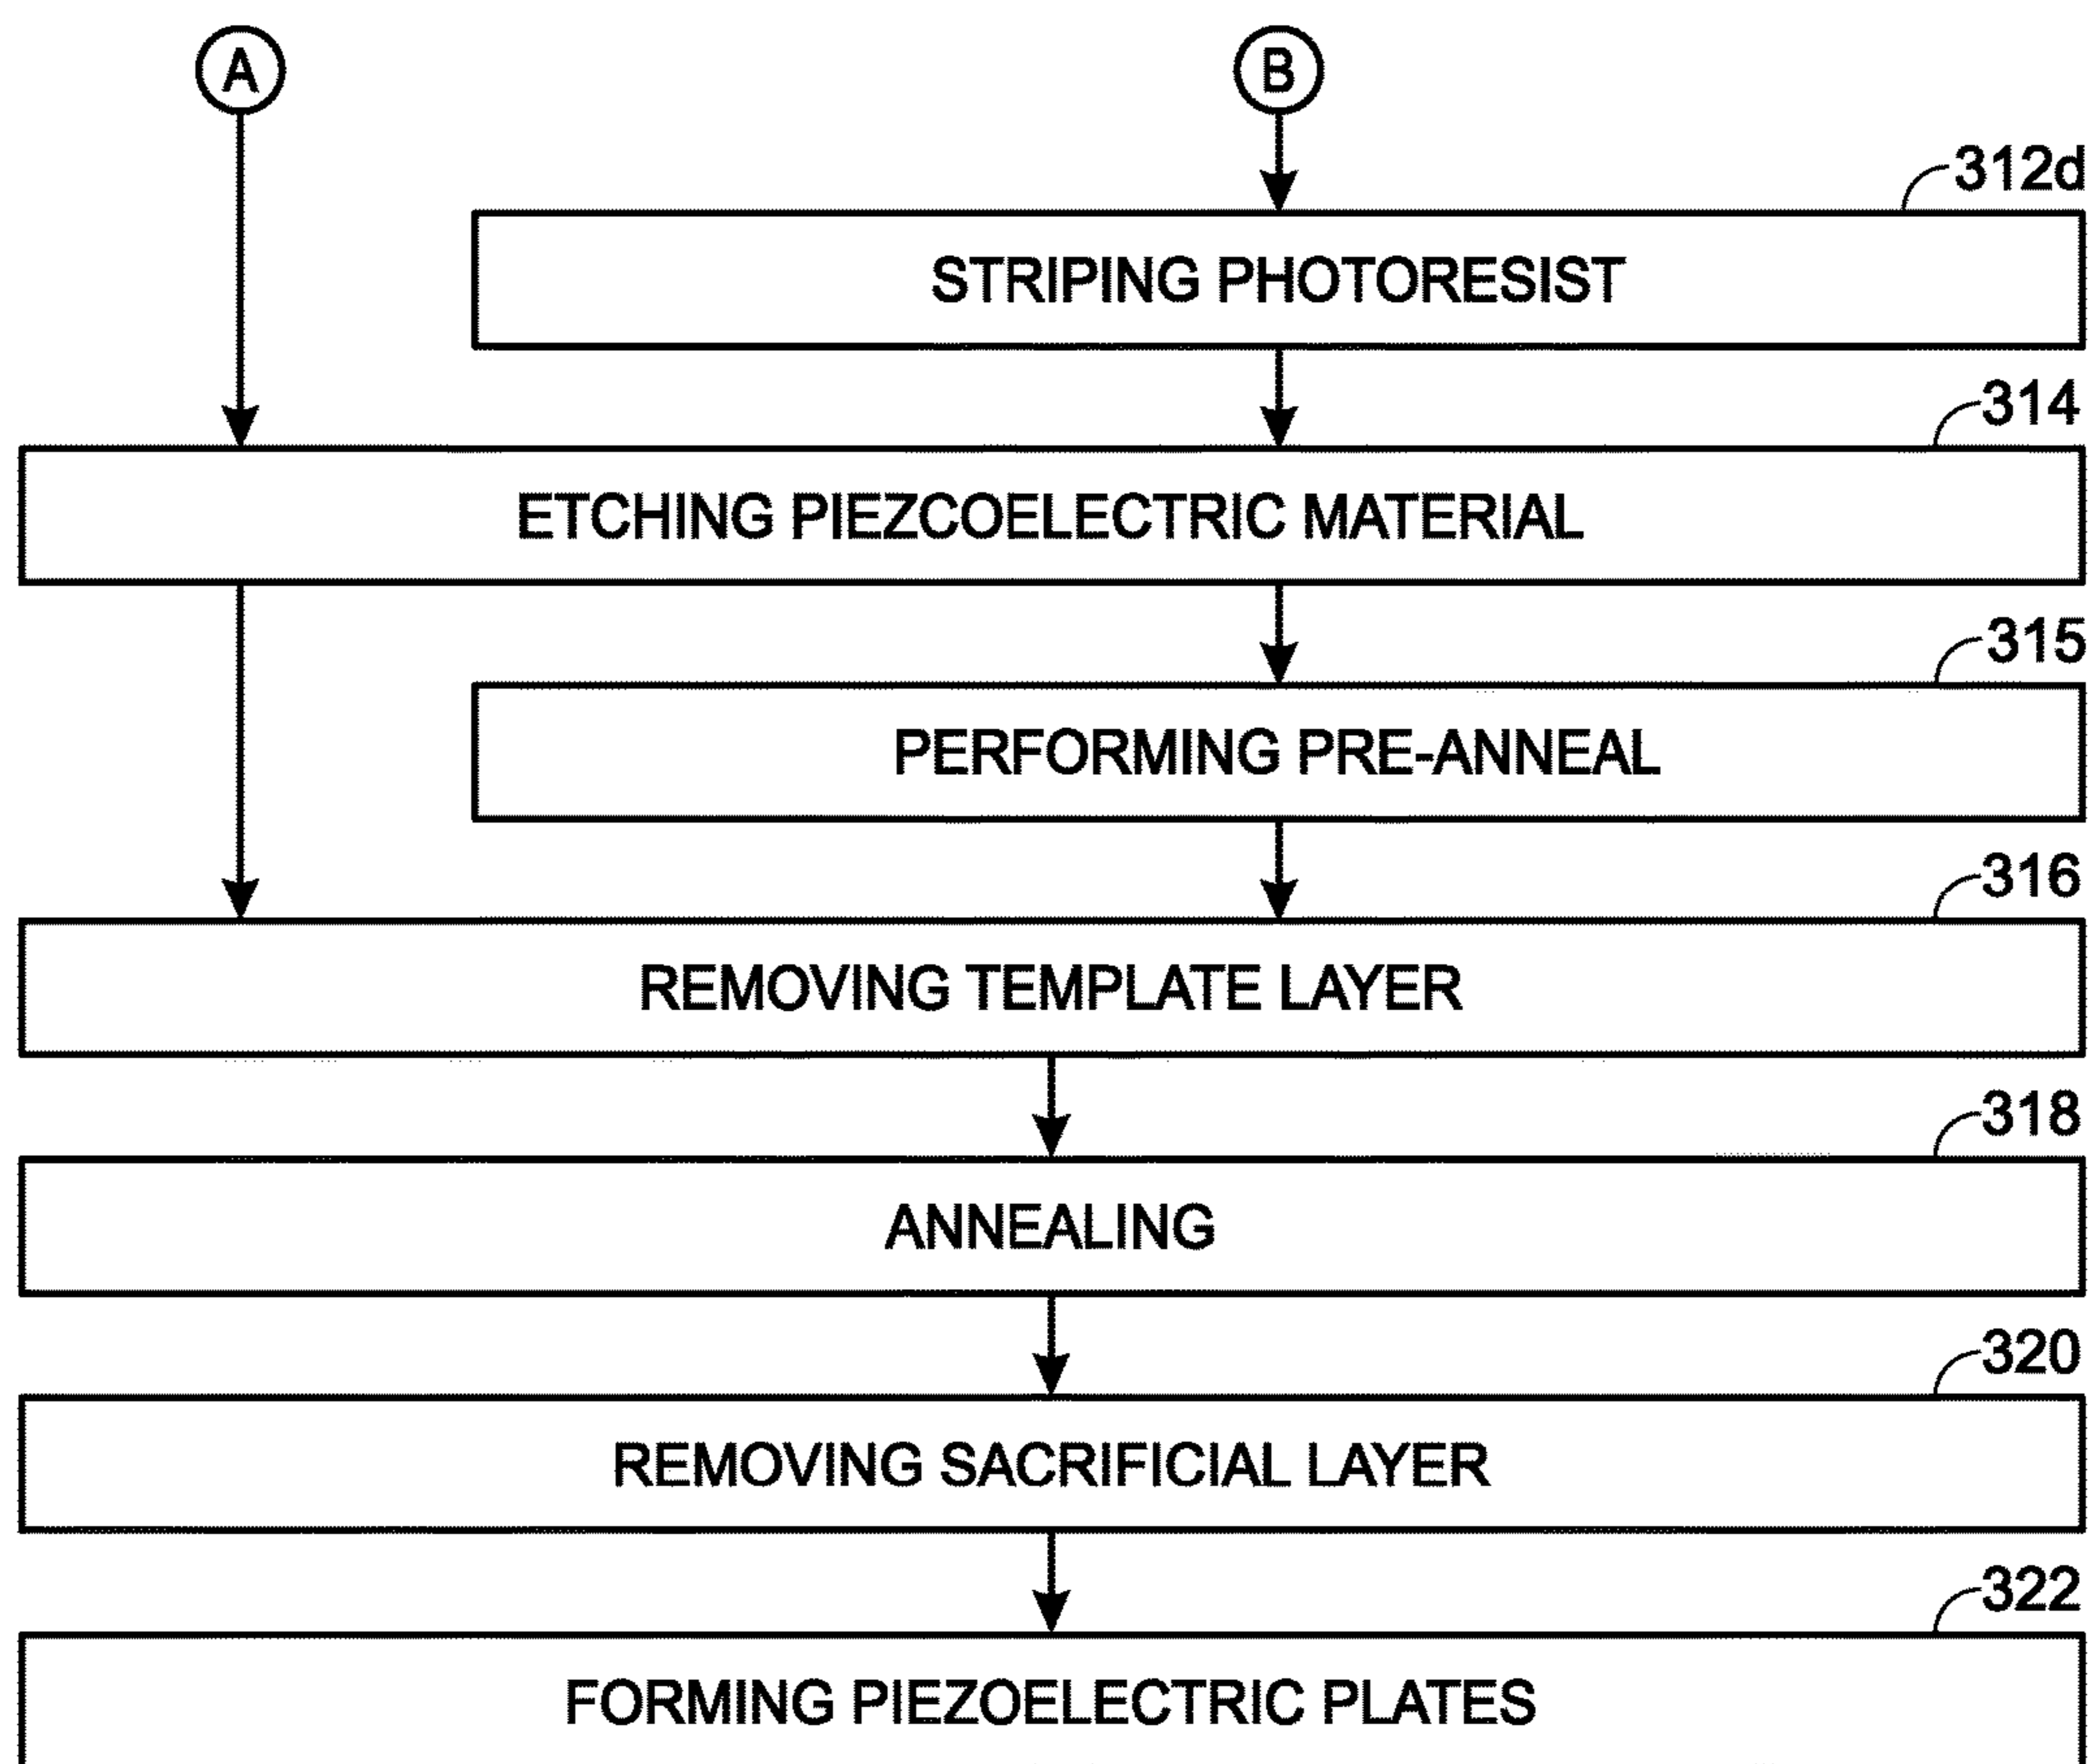 A
B
312d
STRIPING PHOTORESIST
314
ETCHING PIEZCOELECTRIC MATERIAL
315
PERFORMING PRE-ANNEAL
316
REMOVING TEMPLATE LAYER
318
ANNEALING
320
REMOVING SACRIFICIAL LAYER
322
FORMING PIEZOELECTRIC PLATES